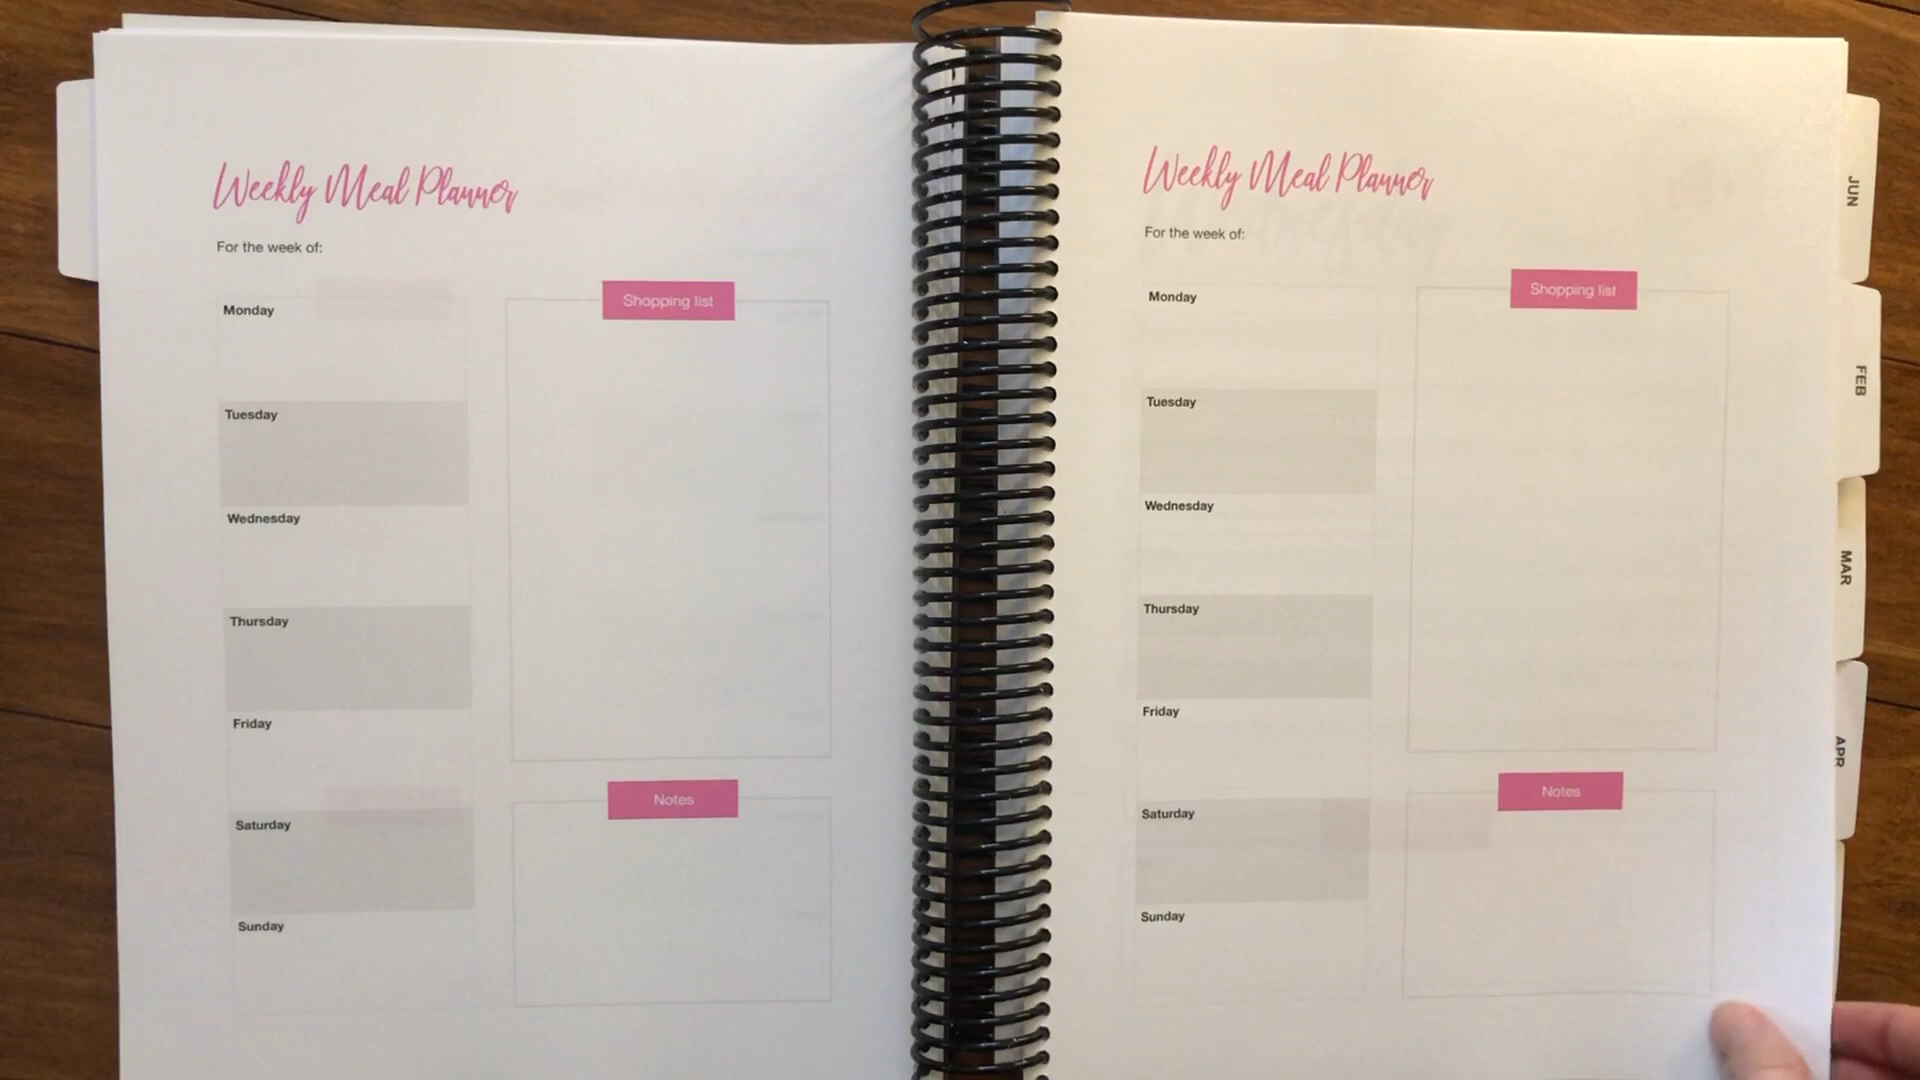 Weekly Meal Planner
For the week of:
Monday
Tuesday
Wednesday
Thursday
Friday
Saturday
Sunday
Shopping list
Notes
Weekly Meal Planner
For the week of:
Monday
Tuesday
Wednesday
Thursday
Friday
Saturday
Sunday
Shopping list
Notes
JUN
FEB
MAR
APR